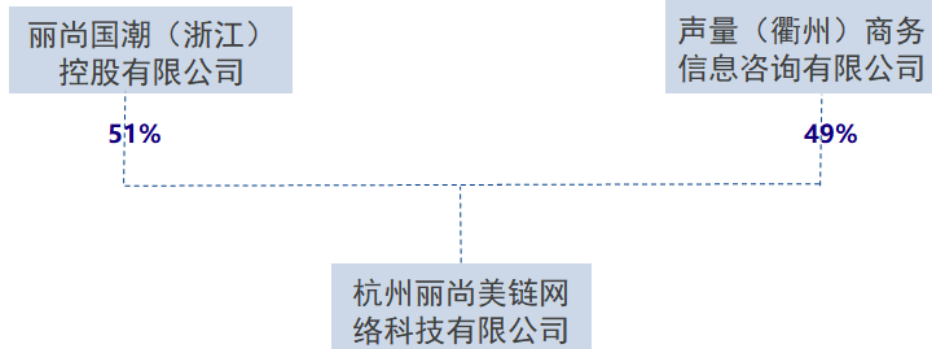 丽尚国潮（浙江）
控股有限公司
声量（衢州）商务
信息咨询有限公司
51%
49%
杭州丽尚美链网
络科技有限公司